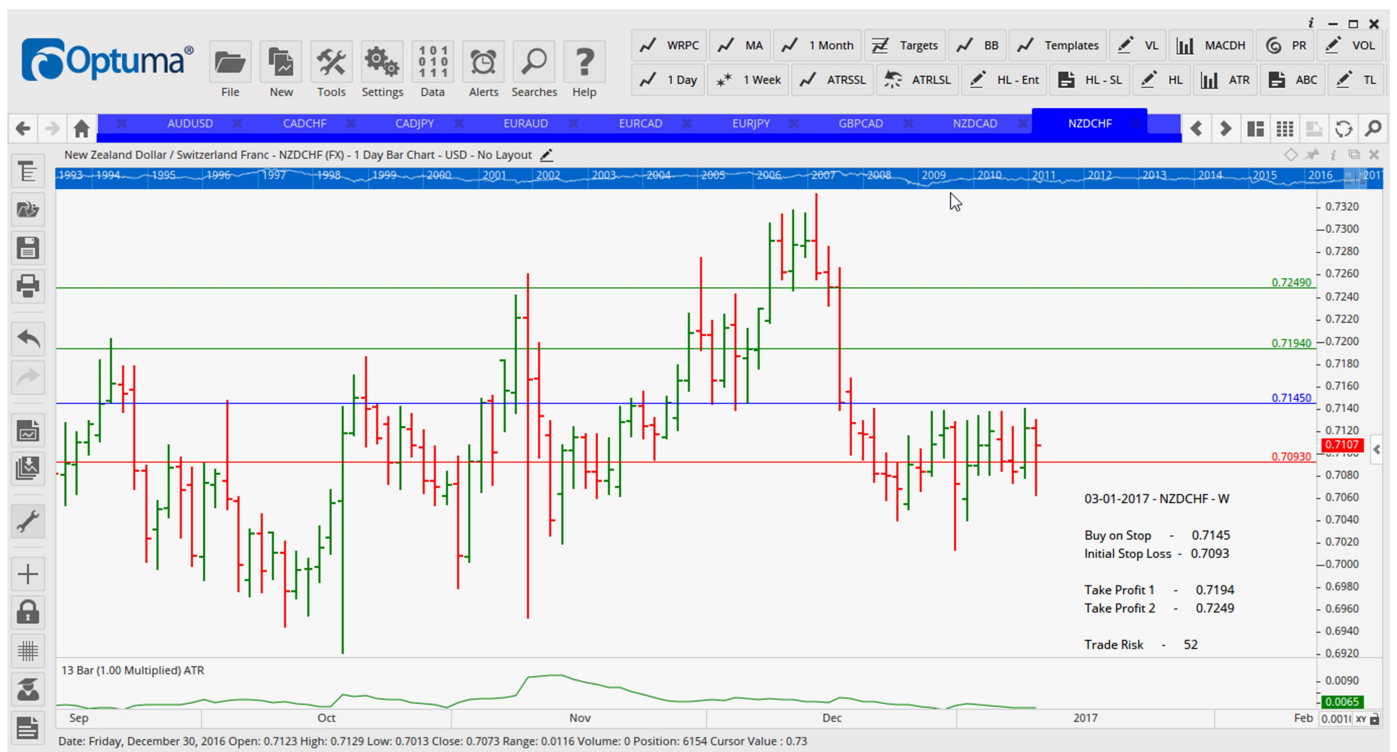 Optuma®
File New Tools Settings Data Alerts Searches Help
WRPC MA 1 Month Targets BB Templates VL MACDH PR VOL
1 Day 1 Week ATRSSL ATRLSL HL - Ent HL - SL HL ATR ABC TL
AUDUSD CADCHF CADJPY EURAUD EURCAD EURJPY GBPCAD NZDCAD NZDCHF
New Zealand Dollar / Switzerland Franc - NZDCHF (FX) - 1 Day Bar Chart - USD - No Layout
1993 1994 1995 1996 1997 1998 1999 2000 2001 2002 2003 2004 2005 2006 2007 2008 2009 2010 2011 2012 2013 2014 2015 2016 2017
0.7320
0.7300
0.7280
0.7260
0.72490
0.7240
0.7220
0.71940
0.7200
0.7180
0.7160
0.71450
0.7140
0.7120
0.7107
0.70930
0.7080
0.7060
0.7040
0.7020
0.7000
0.6980
0.6960
0.6940
0.6920
03-01-2017 - NZDCHF - W
Buy on Stop - 0.7145
Initial Stop Loss - 0.7093
Take Profit 1 - 0.7194
Take Profit 2 - 0.7249
Trade Risk - 52
13 Bar (1.00 Multiplied) ATR
0.0090
0.0065
Sep Oct Nov Dec 2017 Feb XY
Date: Friday, December 30, 2016 Open: 0.7123 High: 0.7129 Low: 0.7013 Close: 0.7073 Range: 0.0116 Volume: 0 Position: 6154 Cursor Value : 0.73